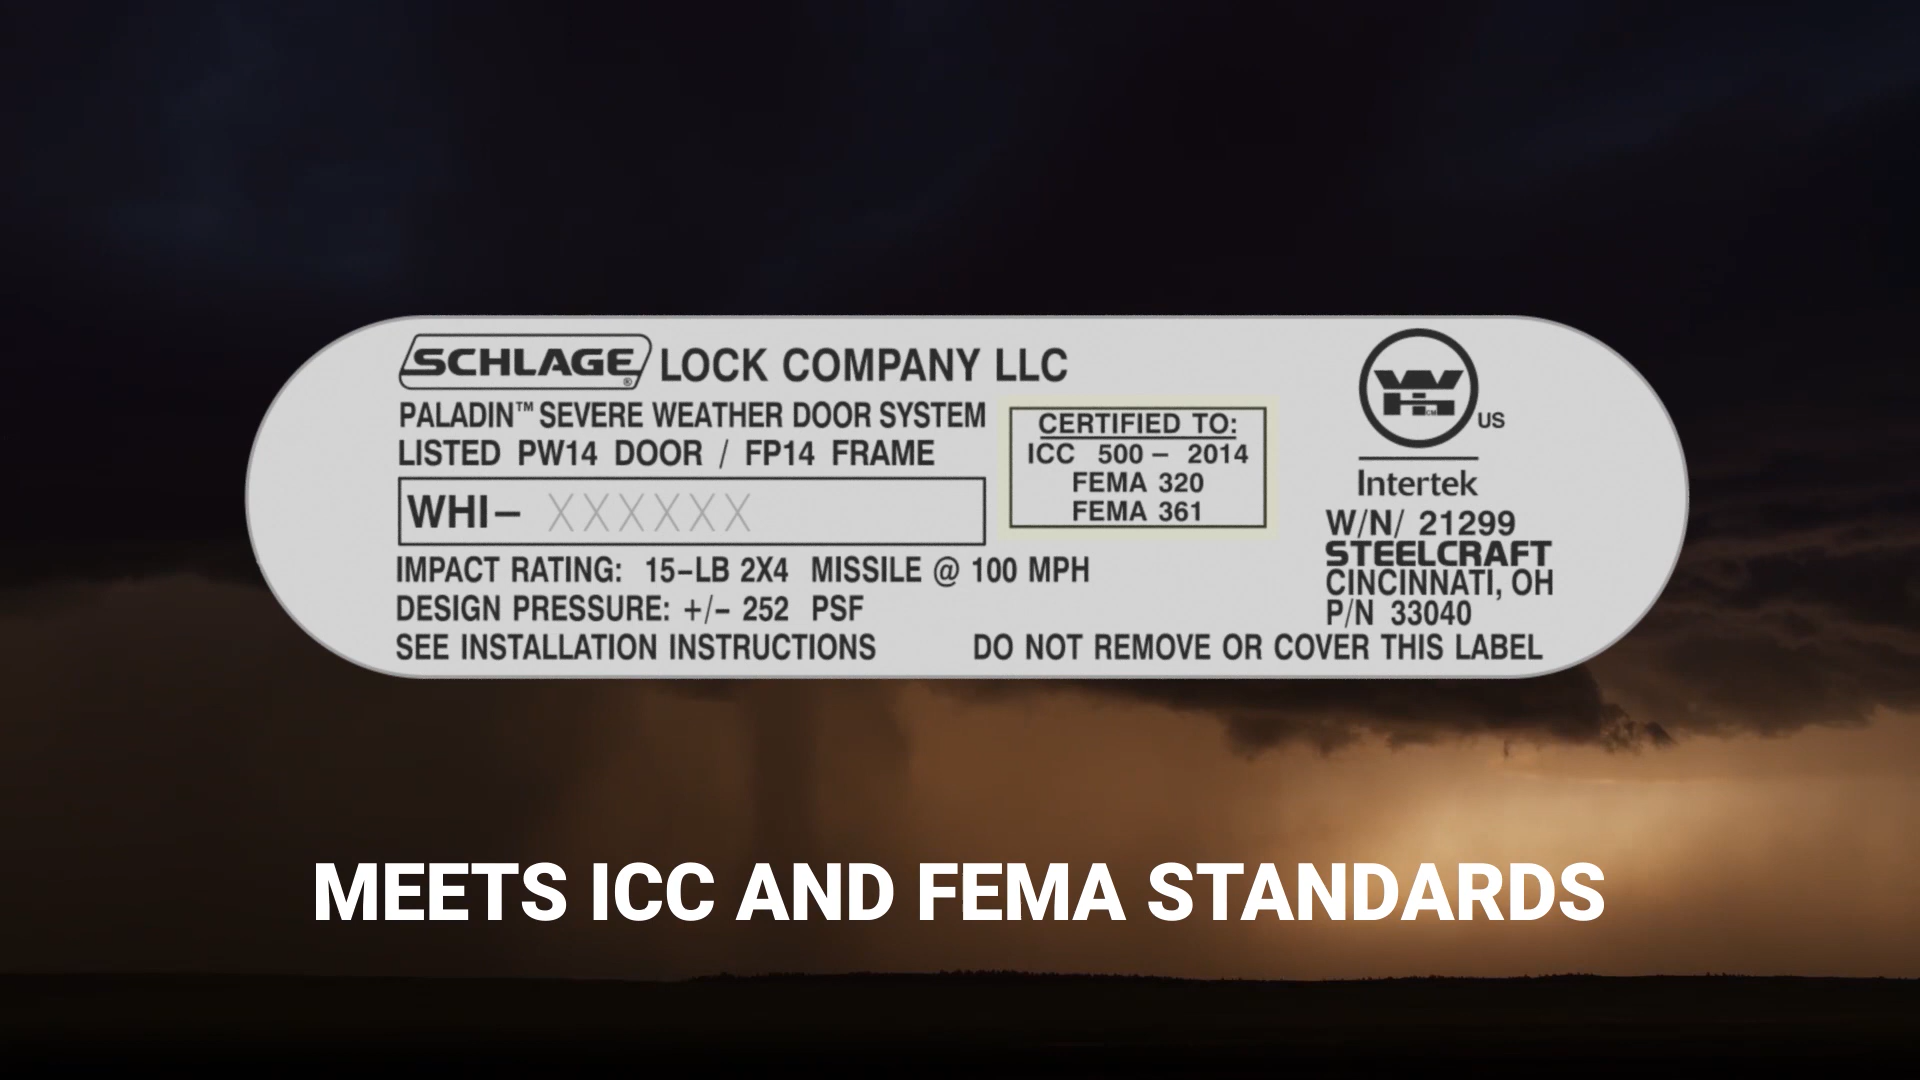 SCHLAGE® LOCK COMPANY LLC
PALADIN™ SEVERE WEATHER DOOR SYSTEM
LISTED PW14 DOOR / FP14 FRAME
WHI– XXXXXX
CERTIFIED TO:
ICC 500 – 2014
FEMA 320
FEMA 361
IMPACT RATING: 15–LB 2X4 MISSILE @ 100 MPH
DESIGN PRESSURE: +/– 252 PSF
SEE INSTALLATION INSTRUCTIONS DO NOT REMOVE OR COVER THIS LABEL
WH CM US
Intertek
W/N/ 21299
STEELCRAFT
CINCINNATI, OH
P/N 33040
MEETS ICC AND FEMA STANDARDS